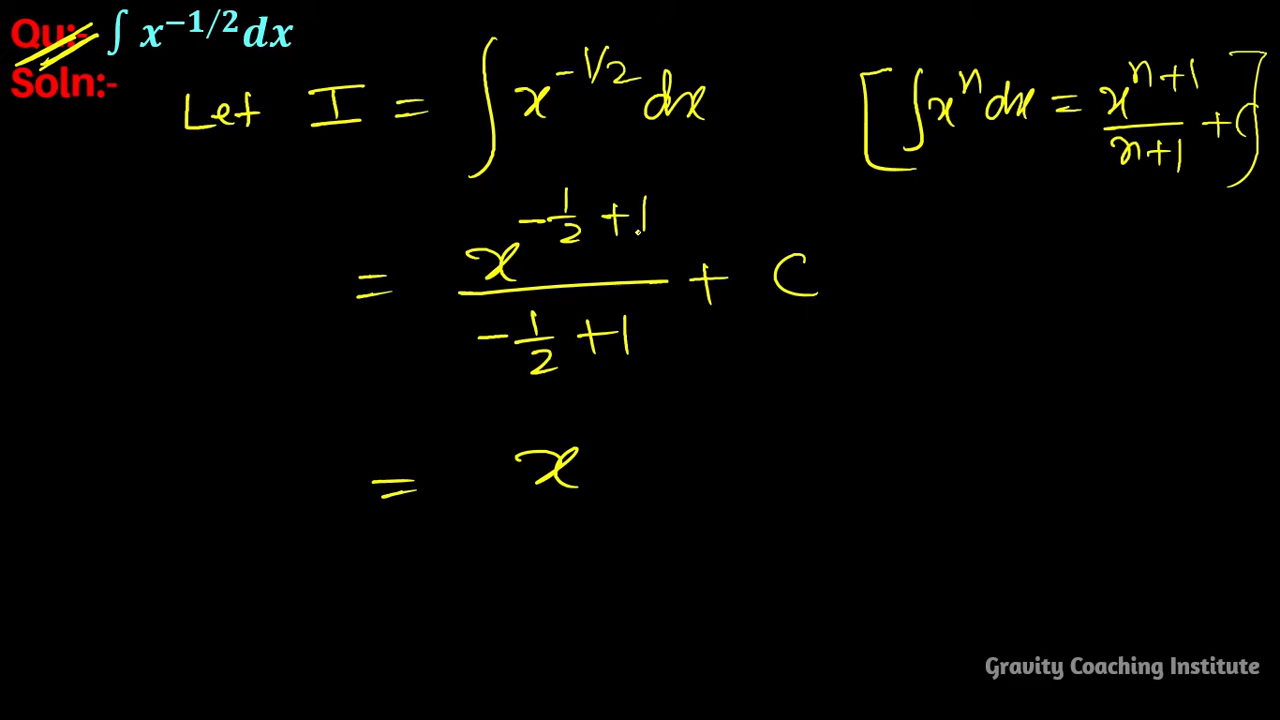 Qu:- ∫ x^{-1/2} dx
Soln:-
Let I = ∫ x^{-1/2} dx [∫ x^n dx = x^{n+1}/n+1 + C]
= x^{-1/2 + 1}/-1/2 + 1 + C
= x
Gravity Coaching Institute